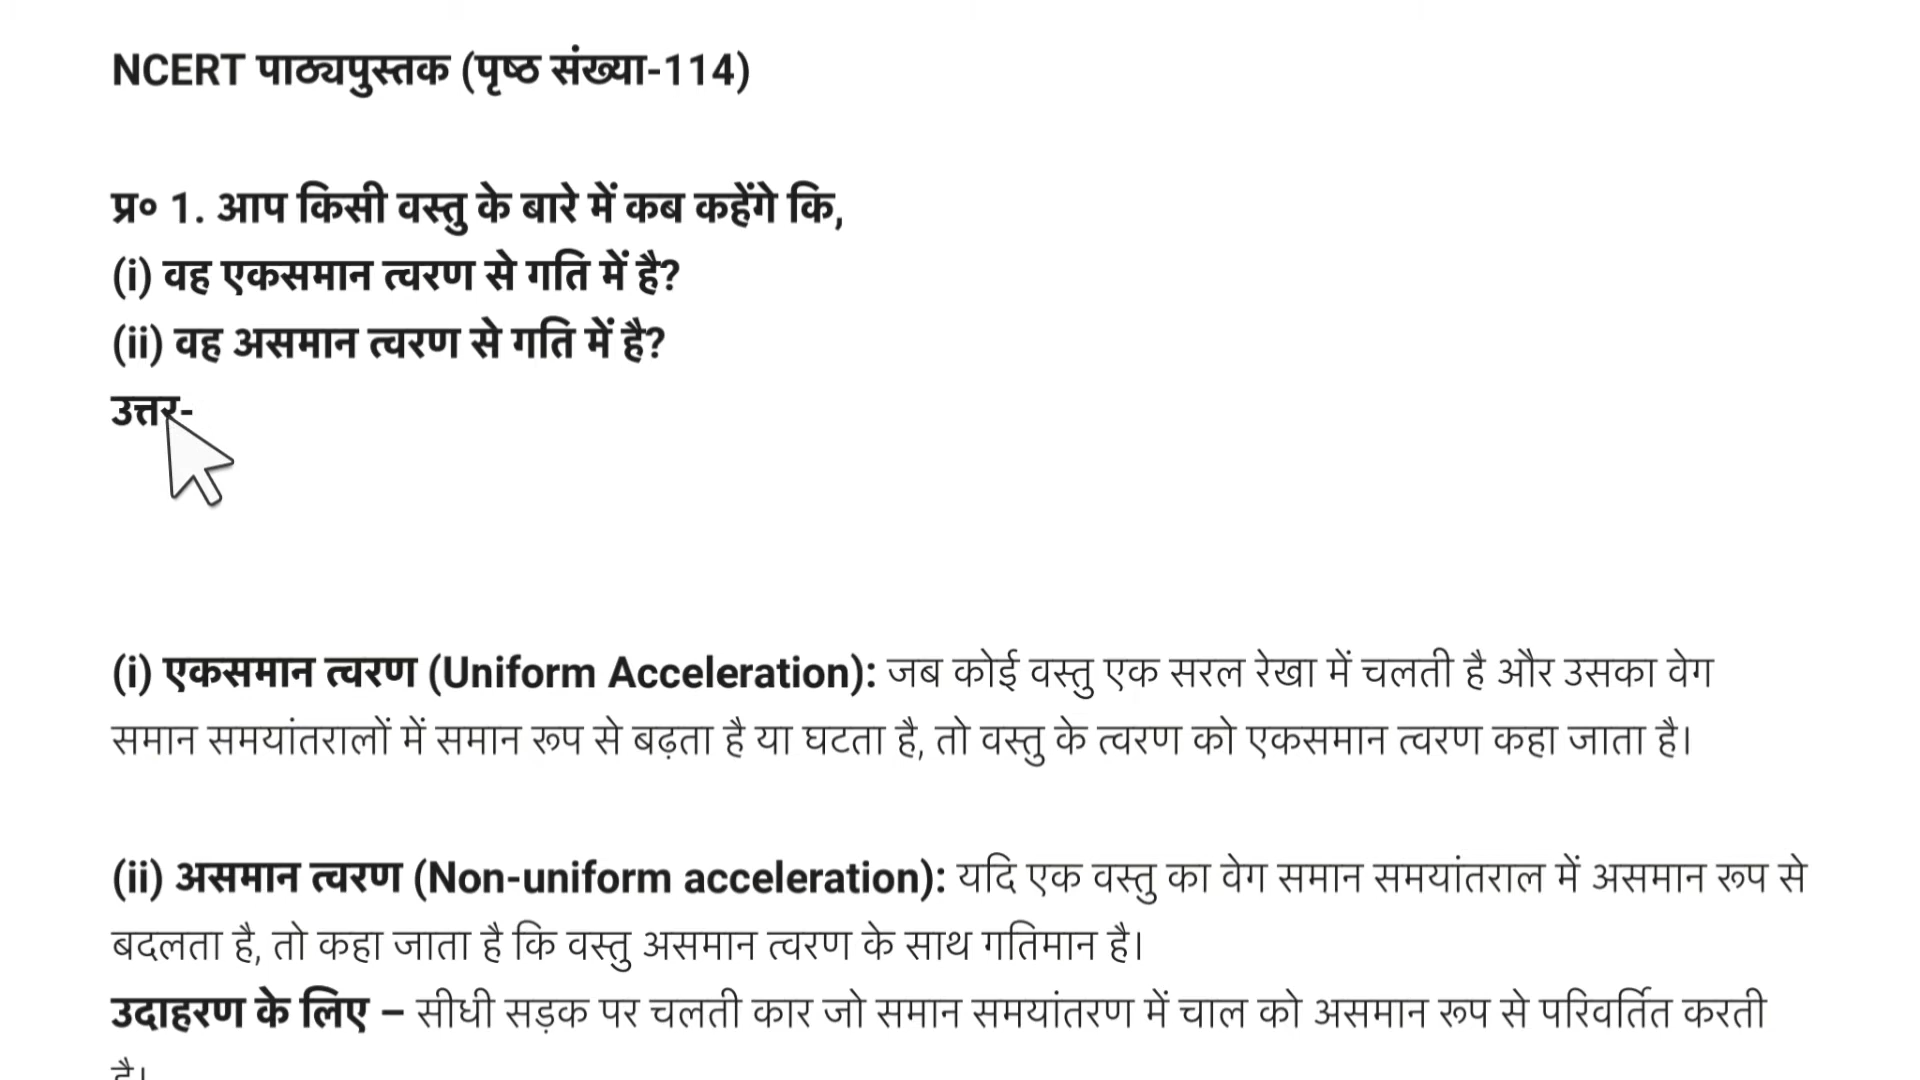 NCERT पाठ्यपुस्तक (पृष्ठ संख्या-114)
प्र० 1. आप किसी वस्तु के बारे में कब कहेंगे कि,
(i) वह एकसमान त्वरण से गति में है?
(ii) वह असमान त्वरण से गति में है?
उत्तर-
(i) एकसमान त्वरण (Uniform Acceleration): जब कोई वस्तु एक सरल रेखा में चलती है और उसका वेग
समान समयांतरालों में समान रूप से बढ़ता है या घटता है, तो वस्तु के त्वरण को एकसमान त्वरण कहा जाता है।
(ii) असमान त्वरण (Non-uniform acceleration): यदि एक वस्तु का वेग समान समयांतराल में असमान रूप से
बदलता है, तो कहा जाता है कि वस्तु असमान त्वरण के साथ गतिमान है।
उदाहरण के लिए – सीधी सड़क पर चलती कार जो समान समयांतरण में चाल को असमान रूप से परिवर्तित करती
है।